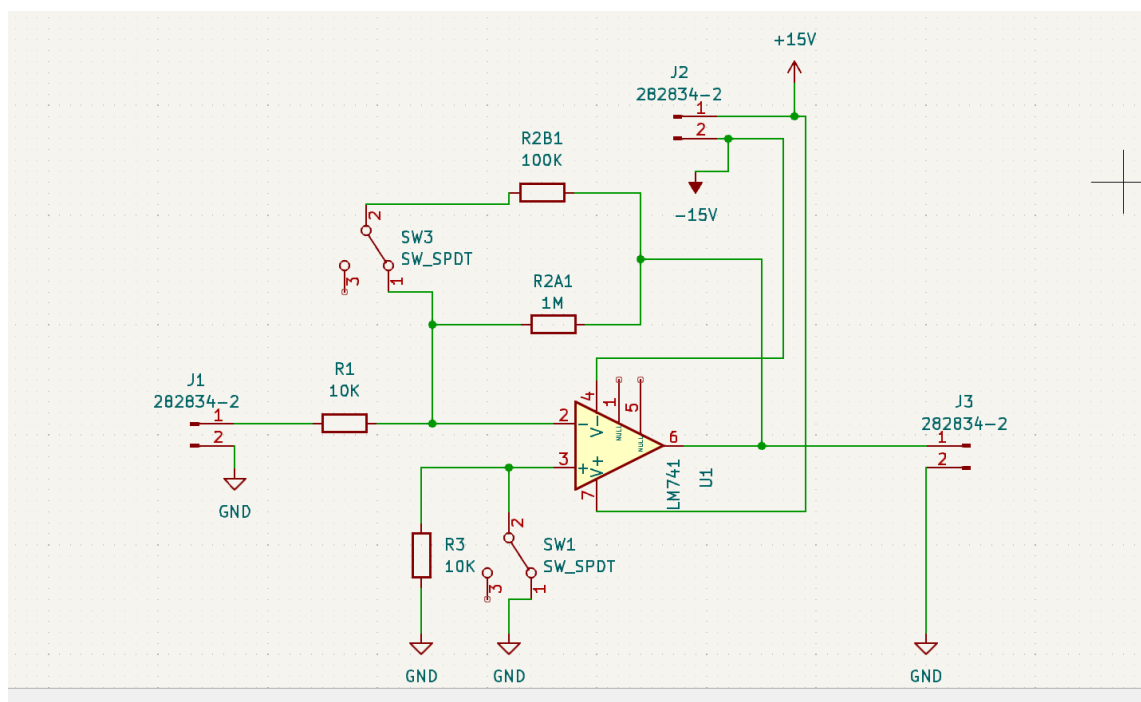 +15V
J2
282834-2
1
2
-15V
R2B1
100K
2
SW3
SW_SPDT
3
1
R2A1
1M
J1
282834-2
1
2
GND
R1
10K
2
3
4
1
5
6
7
-
+
V-
V+
NULL
NULL
LM741
U1
J3
282834-2
1
2
R3
10K
2
SW1
SW_SPDT
3
1
GND
GND
GND